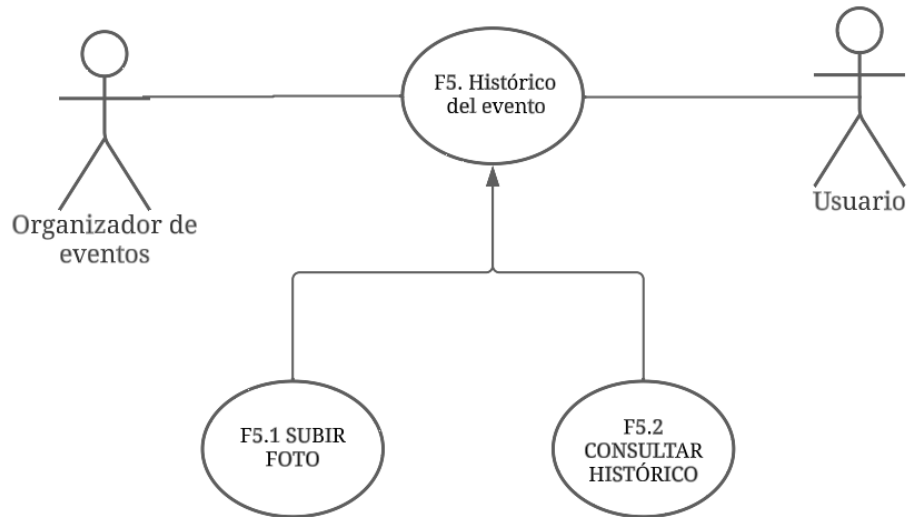 F5. Histórico
del evento
Organizador de
eventos
Usuario
F5.1 SUBIR
FOTO
F5.2
CONSULTAR
HISTÓRICO